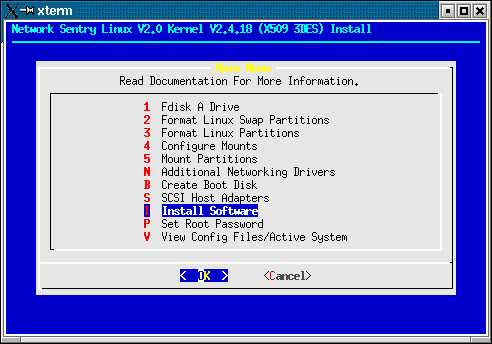 xterm
Network Sentry Linux V2.0 Kernel V2.4.18 (X509 3DES) Install
Main Menu
Read Documentation For More Information.
1 Fdisk A Drive
2 Format Linux Swap Partitions
3 Format Linux Partitions
4 Configure Mounts
5 Mount Partitions
N Additional Networking Drivers
B Create Boot Disk
S SCSI Host Adapters
I Install Software
P Set Root Password
V View Config Files/Active System
< OK > <Cancel>